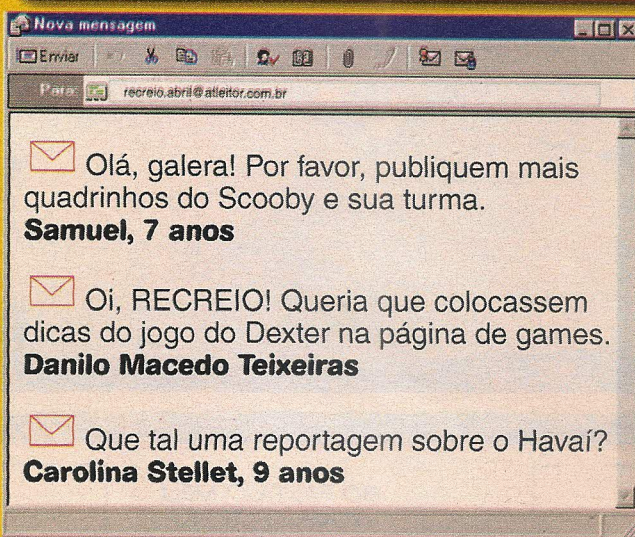 Nova mensagem
Enviar
Para: recreio.abril@atleitor.com.br
Olá, galera! Por favor, publiquem mais
quadrinhos do Scooby e sua turma.
Samuel, 7 anos
Oi, RECREIO! Queria que colocassem
dicas do jogo do Dexter na página de games.
Danilo Macedo Teixeiras
Que tal uma reportagem sobre o Havaí?
Carolina Stellet, 9 anos